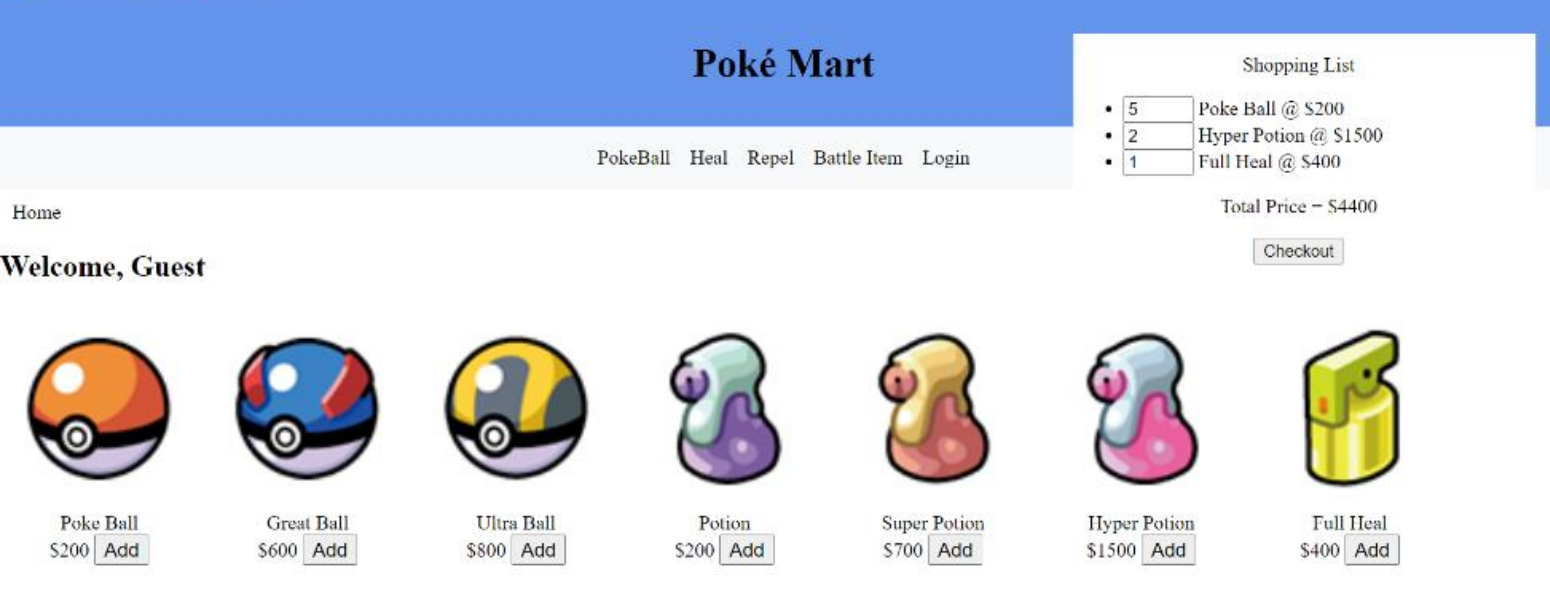 Poké Mart
Shopping List
5 Poke Ball @ $200
2 Hyper Potion @ $1500
1 Full Heal @ $400
Total Price = $4400
Checkout
PokeBall Heal Repel Battle Item Login
Home
Welcome, Guest
Poke Ball
$200 Add
Great Ball
$600 Add
Ultra Ball
$800 Add
Potion
$200 Add
Super Potion
$700 Add
Hyper Potion
$1500 Add
Full Heal
$400 Add